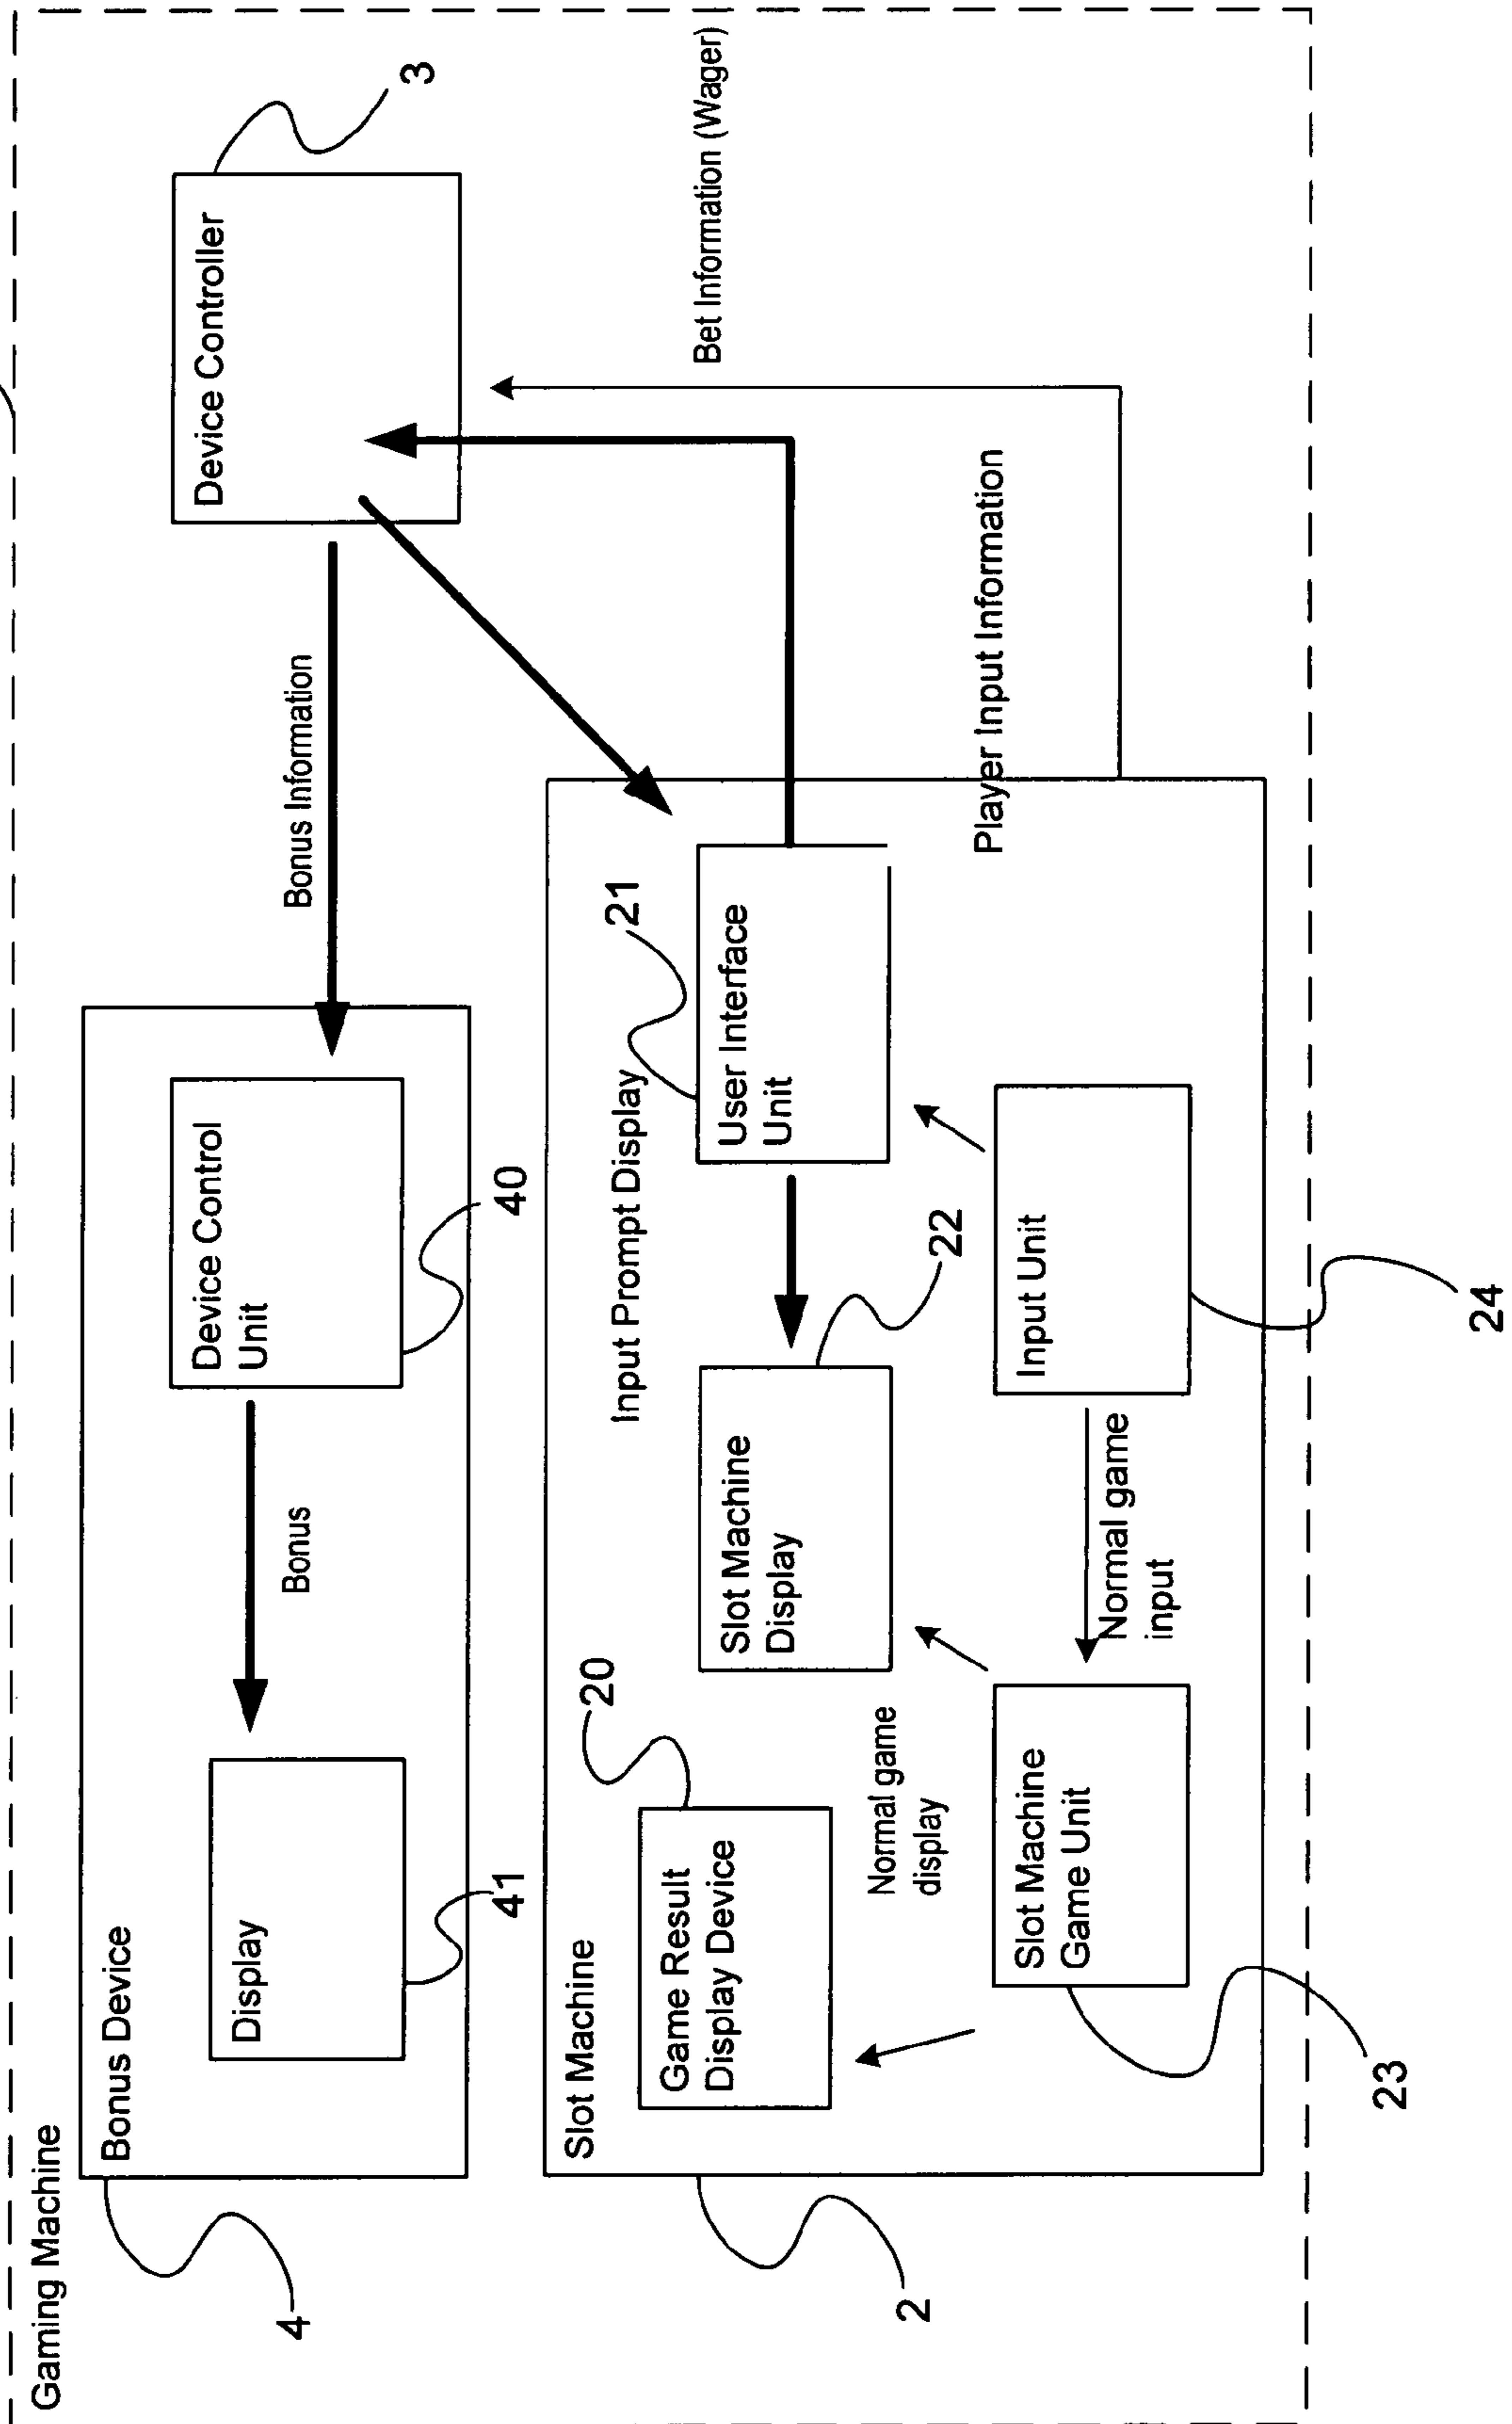 Gaming Machine
Bonus Device
4
Display
41
Bonus
Device Control
Unit
40
Bonus Information
Device Controller
3
Slot Machine
2
Game Result
Display Device
20
Normal game
display
Slot Machine
Display
22
Input Prompt Display
User Interface
Unit
21
Slot Machine
Game Unit
23
Normal game
input
Input Unit
24
Player Input Information
Bet Information (Wager)